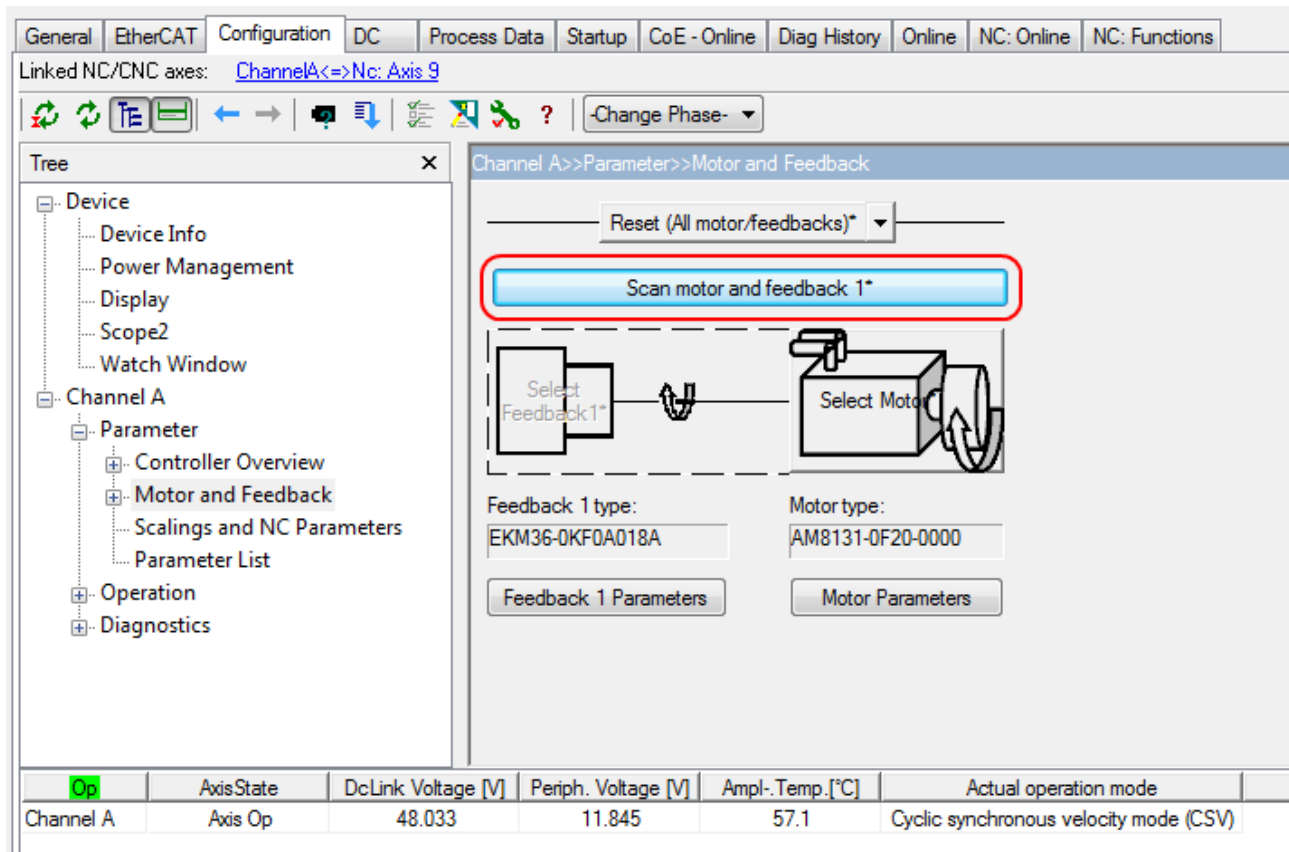 General EtherCAT Configuration DC Process Data Startup CoE - Online Diag History Online NC: Online NC: Functions
Linked NC/CNC axes: ChannelA<=>Nc: Axis 9
TE ? -Change Phase-
Tree
Device
Device Info
Power Management
Display
Scope2
Watch Window
Channel A
Parameter
Controller Overview
Motor and Feedback
Scalings and NC Parameters
Parameter List
Operation
Diagnostics
Channel A>>Parameter>>Motor and Feedback
Reset (All motor/feedbacks)*
Scan motor and feedback 1*
Select
Feedback1*
Select Motor
Feedback 1 type: Motor type:
EKM36-0KF0A018A AM8131-0F20-0000
Feedback 1 Parameters Motor Parameters
Op AxisState DcLink Voltage [V] Periph. Voltage [V] Ampl-.Temp.[°C] Actual operation mode
Channel A Axis Op 48.033 11.845 57.1 Cyclic synchronous velocity mode (CSV)